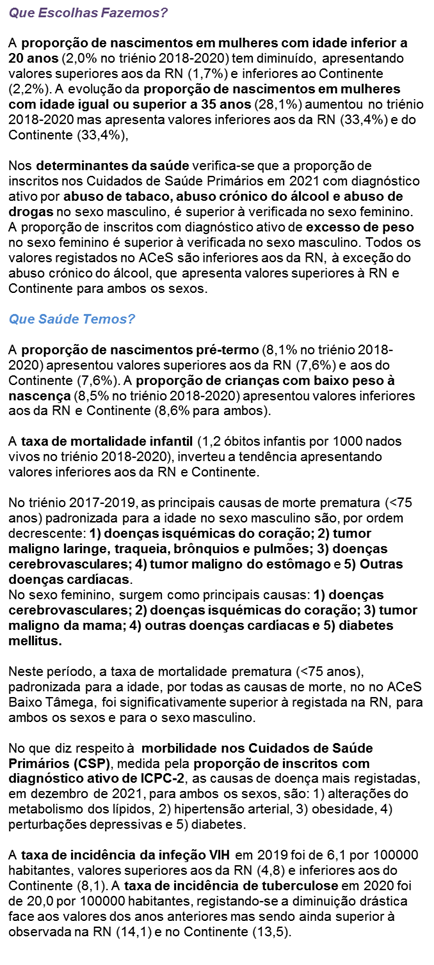 Que Escolhas Fazemos?
A proporção de nascimentos em mulheres com idade inferior a
20 anos (2,0% no triénio 2018-2020) tem diminuído, apresentando
valores superiores aos da RN (1,7%) e inferiores ao Continente
(2,2%). A evolução da proporção de nascimentos em mulheres
com idade igual ou superior a 35 anos (28,1%) aumentou no triénio
2018-2020 mas apresenta valores inferiores aos da RN (33,4%) e do
Continente (33,4%),
Nos determinantes da saúde verifica-se que a proporção de
inscritos nos Cuidados de Saúde Primários em 2021 com diagnóstico
ativo por abuso de tabaco, abuso crónico do álcool e abuso de
drogas no sexo masculino, é superior à verificada no sexo feminino.
A proporção de inscritos com diagnóstico ativo de excesso de peso
no sexo feminino é superior à verificada no sexo masculino. Todos os
valores registados no ACeS são inferiores aos da RN, à exceção do
abuso crónico do álcool, que apresenta valores superiores à RN e
Continente para ambos os sexos.
Que Saúde Temos?
A proporção de nascimentos pré-termo (8,1% no triénio 2018-
2020) apresentou valores superiores aos da RN (7,6%) e aos do
Continente (7,6%). A proporção de crianças com baixo peso à
nascença (8,5% no triénio 2018-2020) apresentou valores inferiores
aos da RN e Continente (8,6% para ambos).
A taxa de mortalidade infantil (1,2 óbitos infantis por 1000 nados
vivos no triénio 2018-2020), inverteu a tendência apresentando
valores inferiores aos da RN e Continente.
No triénio 2017-2019, as principais causas de morte prematura (<75
anos) padronizada para a idade no sexo masculino são, por ordem
decrescente: 1) doenças isquémicas do coração; 2) tumor
maligno laringe, traqueia, brônquios e pulmões; 3) doenças
cerebrovasculares; 4) tumor maligno do estômago e 5) Outras
doenças cardíacas.
No sexo feminino, surgem como principais causas: 1) doenças
cerebrovasculares; 2) doenças isquémicas do coração; 3) tumor
maligno da mama; 4) outras doenças cardíacas e 5) diabetes
mellitus.
Neste período, a taxa de mortalidade prematura (<75 anos),
padronizada para a idade, por todas as causas de morte, no no ACeS
Baixo Tâmega, foi significativamente superior à registada na RN, para
ambos os sexos e para o sexo masculino.
No que diz respeito à morbilidade nos Cuidados de Saúde
Primários (CSP), medida pela proporção de inscritos com
diagnóstico ativo de ICPC-2, as causas de doença mais registadas,
em dezembro de 2021, para ambos os sexos, são: 1) alterações do
metabolismo dos lípidos, 2) hipertensão arterial, 3) obesidade, 4)
perturbações depressivas e 5) diabetes.
A taxa de incidência da infeção VIH em 2019 foi de 6,1 por 100000
habitantes, valores superiores aos da RN (4,8) e inferiores aos do
Continente (8,1). A taxa de incidência de tuberculose em 2020 foi
de 20,0 por 100000 habitantes, registando-se a diminuição drástica
face aos valores dos anos anteriores mas sendo ainda superior à
observada na RN (14,1) e no Continente (13,5).